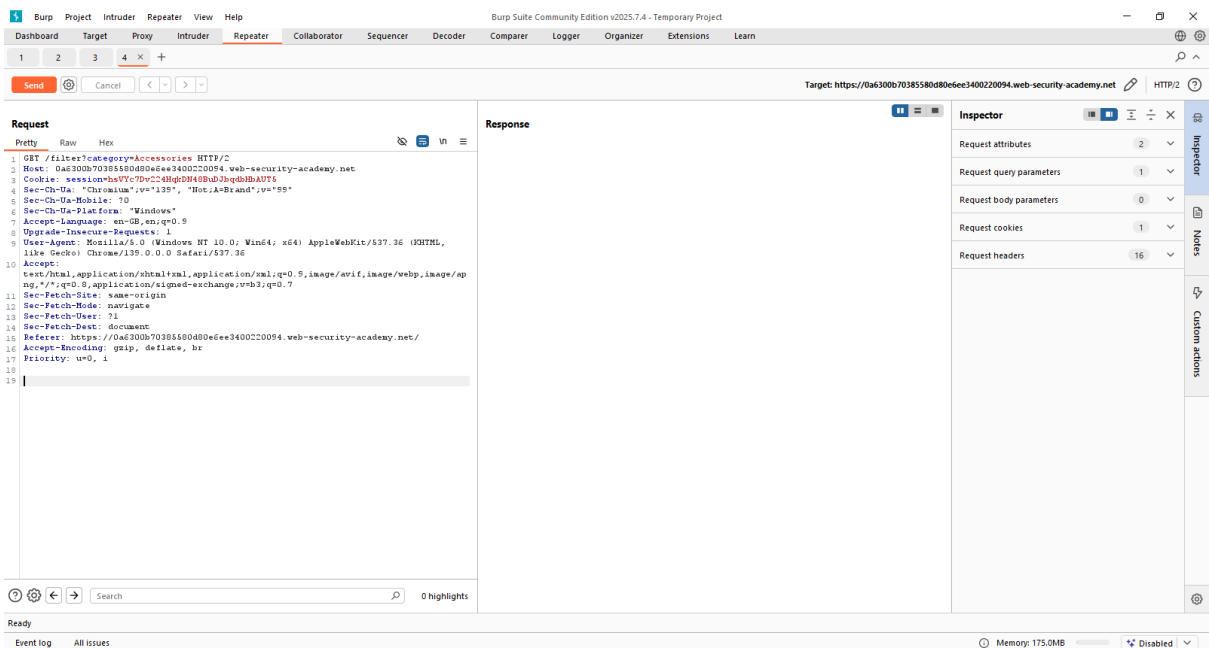 Burp Project Intruder Repeater View Help Burp Suite Community Edition v2025.7.4 - Temporary Project
Dashboard Target Proxy Intruder Repeater Collaborator Sequencer Decoder Comparer Logger Organizer Extensions Learn
1 2 3 4 × +
Send Cancel < > Target: https://0a6300b70385580d80e6ee3400220094.web-security-academy.net HTTP/2
Request
Pretty Raw Hex \n
1 GET /filter?category=Accessories HTTP/2
2 Host: 0a6300b70385580d80e6ee3400220094.web-security-academy.net
3 Cookie:
4 Sec-Ch-Ua: "Chromium";v="139", "Not;A=Brand";v="99"
5 Sec-Ch-Ua-Mobile: ?0
6 Sec-Ch-Ua-Platform: "Windows"
7 Accept-Language: en-GB,en;q=0.9
8 Upgrade-Insecure-Requests: 1
9 User-Agent: Mozilla/5.0 (Windows NT 10.0; Win64; x64) AppleWebKit/537.36 (KHTML,
like Gecko) Chrome/139.0.0.0 Safari/537.36
10 Accept:
text/html,application/xhtml+xml,application/xml;q=0.9,image/avif,image/webp,image/ap
ng,*/*;q=0.8,application/signed-exchange;v=b3;q=0.7
11 Sec-Fetch-Site: same-origin
12 Sec-Fetch-Mode: navigate
13 Sec-Fetch-User: ?1
14 Sec-Fetch-Dest: document
15 Referer: https://0a6300b70385580d80e6ee3400220094.web-security-academy.net/
16 Accept-Encoding: gzip, deflate, br
17 Priority: u=0, i
18
19
Search 0 highlights
Response
Inspector
Request attributes 2
Request query parameters 1
Request body parameters 0
Request cookies 1
Request headers 16
Inspector
Notes
Custom actions
Ready
Event log All issues Memory: 175.0MB Disabled